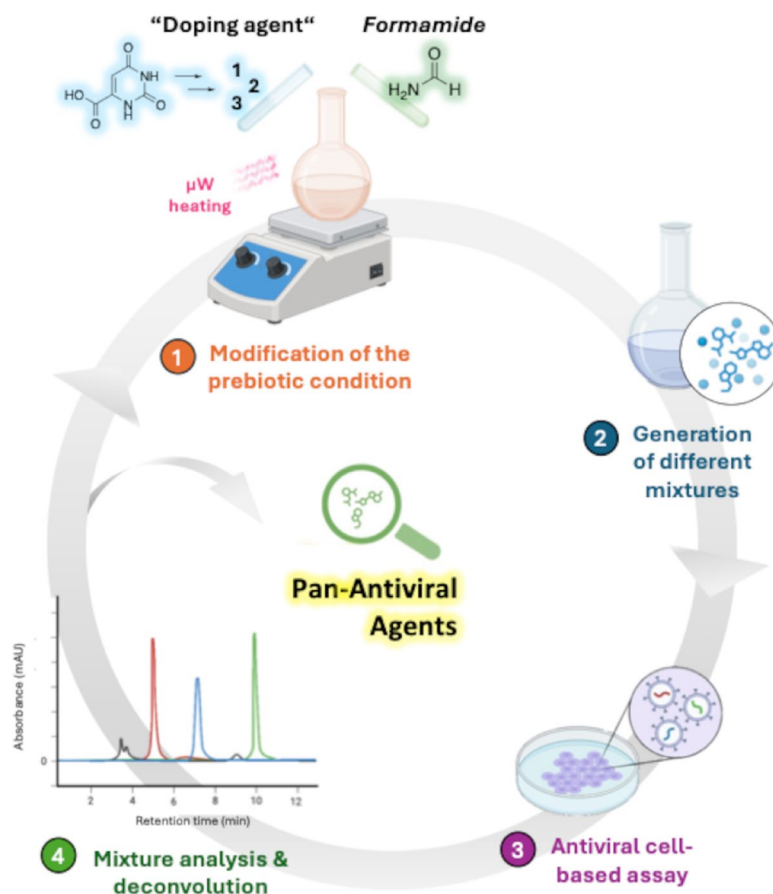 “Doping agent“
Formamide
O
NH
HO
O
N
H
O
1
2
3
O
H₂N
H
µW
heating
1 Modification of the
prebiotic condition
2 Generation
of different
mixtures
Pan-Antiviral
Agents
Absorbance (mAU)
0
2 4 6 8 10 12
Retention time (min)
3 Antiviral cell-
based assay
4 Mixture analysis &
deconvolution